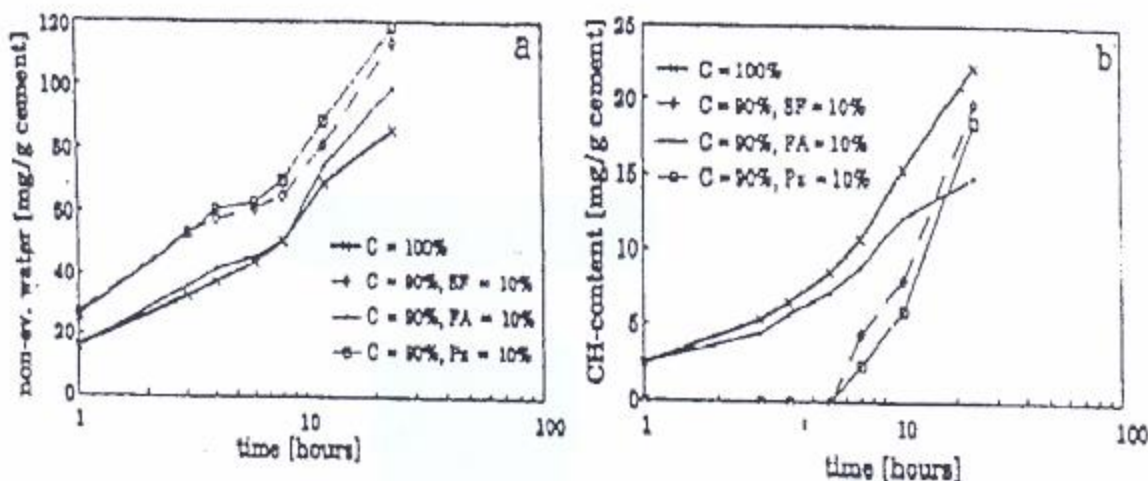 120
100
80
60
40
20
0
non-ev. water [mg/g cement]
a
C = 100%
C = 90%, SF = 10%
C = 90%, FA = 10%
C = 90%, Pz = 10%
1
10
100
time [hours]
25
20
15
10
5
0
CH-content [mg/g cement]
b
C = 100%
C = 90%, SF = 10%
C = 90%, FA = 10%
C = 90%, Pz = 10%
1
10
100
time [hours]